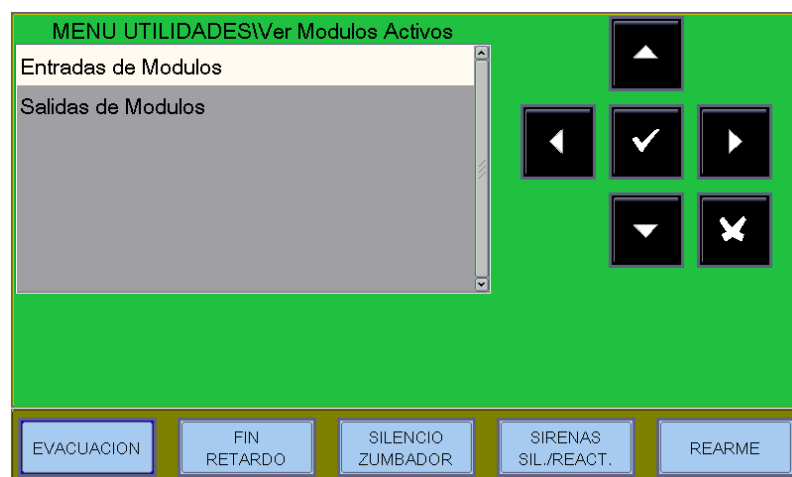 MENU UTILIDADES\Ver Modulos Activos
Entradas de Modulos
Salidas de Modulos
EVACUACION
FIN
RETARDO
SILENCIO
ZUMBADOR
SIRENAS
SIL./REACT.
REARME